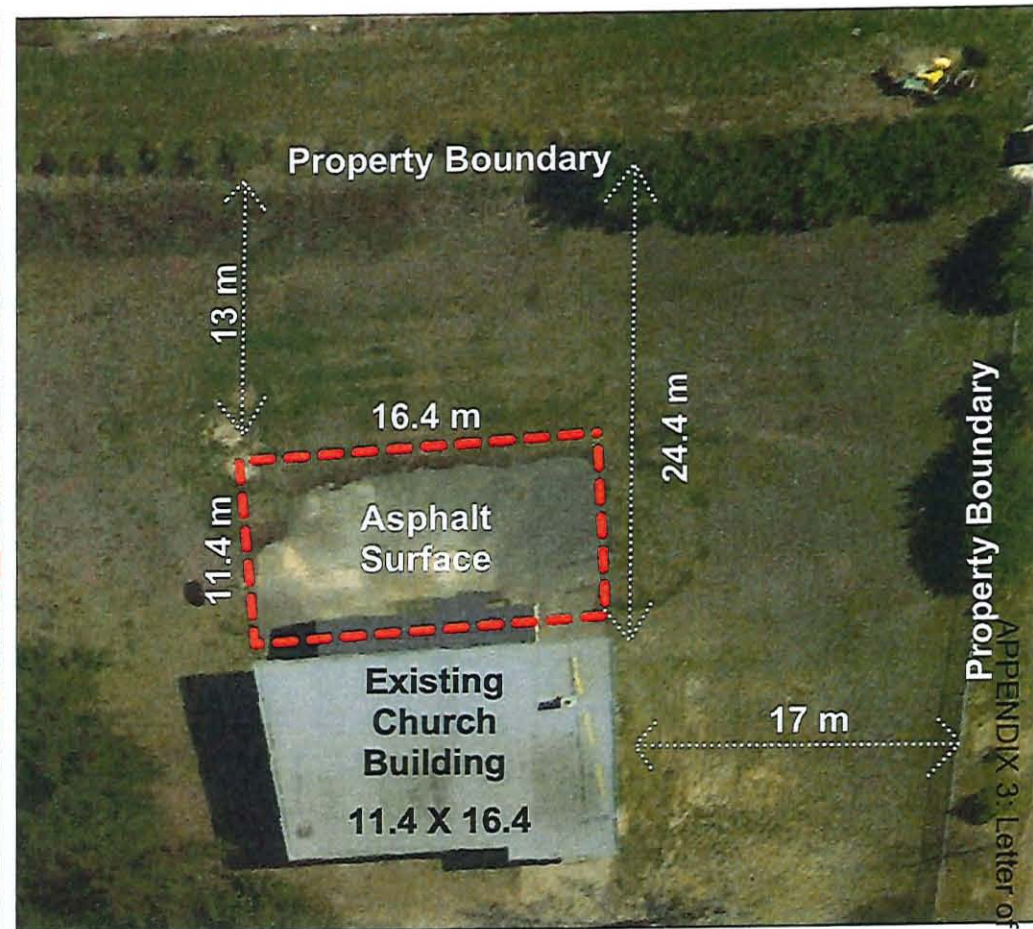 Property Boundary
13 m
24.4 m
16.4 m
11.4 m
Asphalt
Surface
Property Boundary
Existing
Church
Building
11.4 X 16.4
17 m
APPENDIX 3: Letter of